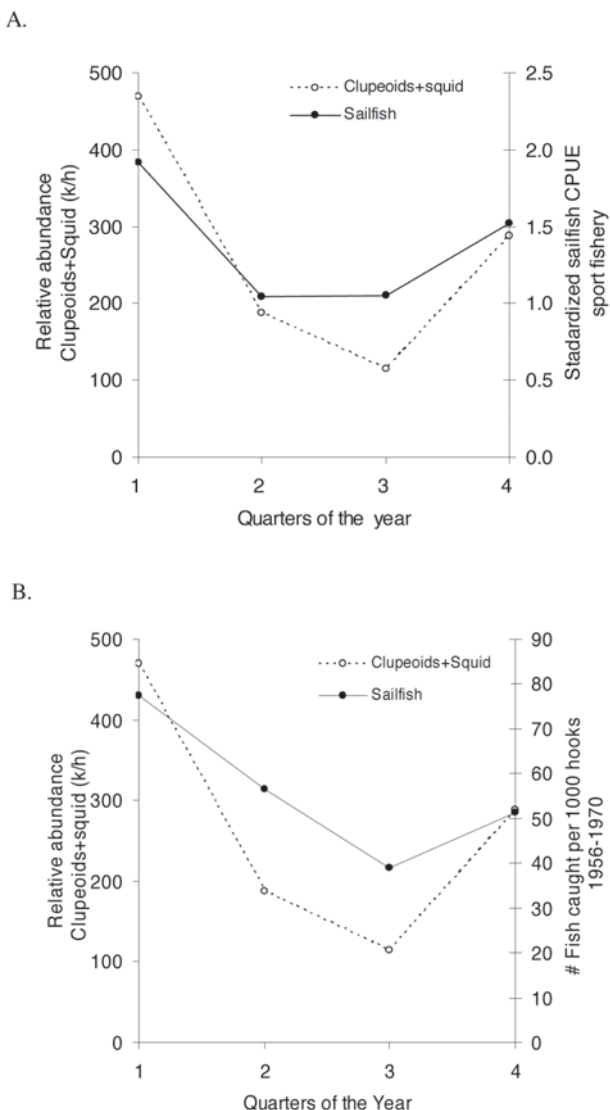 A.
Clupeoids+squid
Sailfish
Relative abundance
Clupeoids+Squid (k/h)
500
400
300
200
100
0
2.5
2.0
1.5
1.0
0.5
0.0
Stadardized sailfish CPUE
sport fishery
1 2 3 4
Quarters of the year
B.
Clupeoids+Squid
Sailfish
Relative abundance
Clupeoids+squid (k/h)
500
400
300
200
100
0
90
80
70
60
50
40
30
20
10
0
# Fish caught per 1000 hooks
1956-1970
1 2 3 4
Quarters of the Year